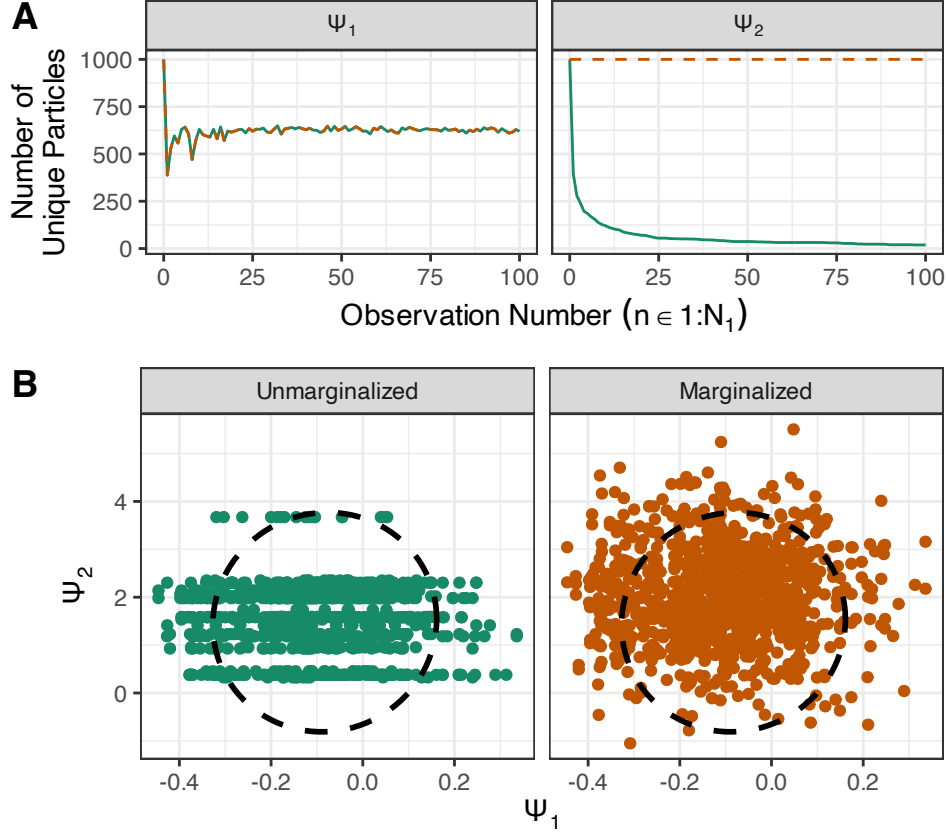 A
Ψ1 Ψ2
Number of
Unique Particles
1000
750
500
250
0
0 25 50 75 100 0 25 50 75 100
Observation Number (n ∈ 1:N1)
B
Unmarginalized Marginalized
Ψ2
4
2
0
-0.4 -0.2 0.0 0.2 -0.4 -0.2 0.0 0.2
Ψ1